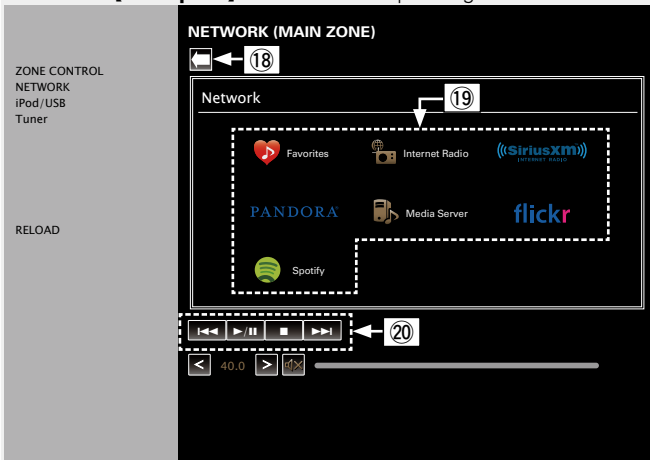 NETWORK (MAIN ZONE)
⑱
ZONE CONTROL
NETWORK
iPod/USB
Tuner
RELOAD
Network
⑲
Favorites
Internet Radio
((SiriusXM))
INTERNET RADIO
PANDORA
Media Server
flickr
Spotify
⑳
< 40.0 >